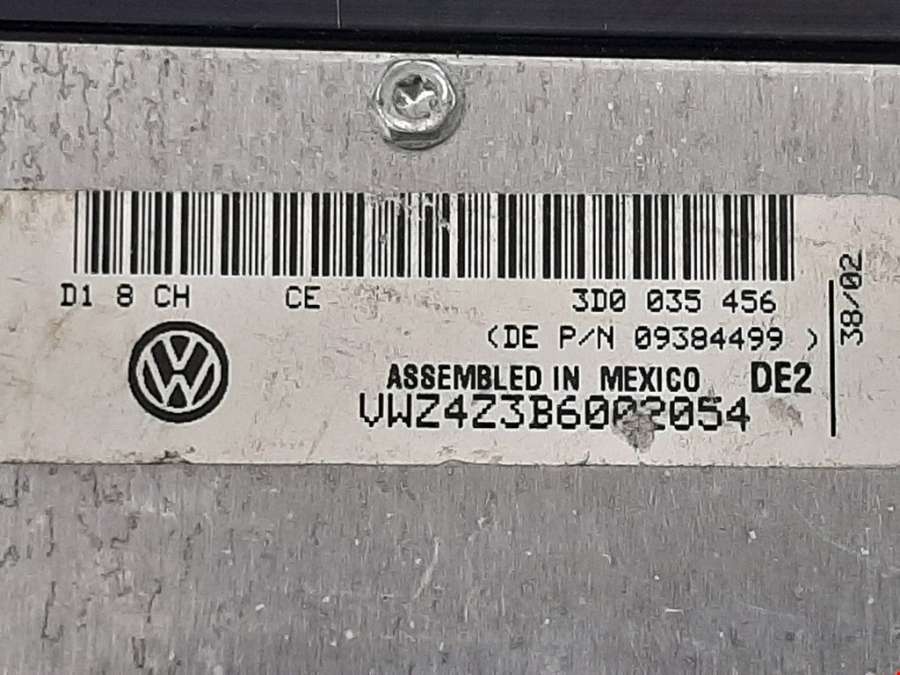 D1 8 CH CE 3D0 035 456
(DE P/N 09384499 )
ASSEMBLED IN MEXICO DE2
VWZ4Z3B6002054
38/02